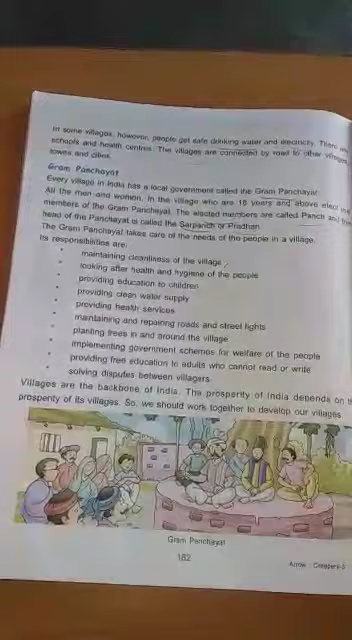 In some villages, however, people get safe drinking water and electricity. There are
schools and health centres. The villages are connected by road to other villages,
towns and cities.
Gram Panchayat
Every village in India has a local government called the Gram Panchayat.
All the men and women, in the village who are 18 years and above elect the
members of the Gram Panchayat. The elected members are called Panch and the
head of the Panchayat is called the Sarpanch or Pradhan.
The Gram Panchayat takes care of the needs of the people in a village.
Its responsibilities are:
• maintaining cleanliness of the village
• looking after health and hygiene of the people
• providing education to children
• providing clean water supply
• providing health services
• maintaining and repairing roads and street lights
• planting trees in and around the village
• implementing government schemes for welfare of the people
• providing free education to adults who cannot read or write
• solving disputes between villagers.
Villages are the backbone of India. The prosperity of India depends on
prosperity of its villages. So, we should work together to develop our villages.
Gram Panchayat
182